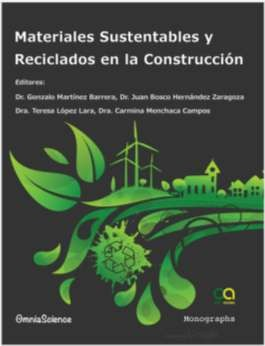 Materiales Sustentables y
Reciclados en la Construcción
Editores:
Dr. Gonzalo Martínez Barrera, Dr. Juan Bosco Hernández Zaragoza
Dra. Teresa López Lara, Dra. Carmina Menchaca Campos
OmniaScience
Monographs